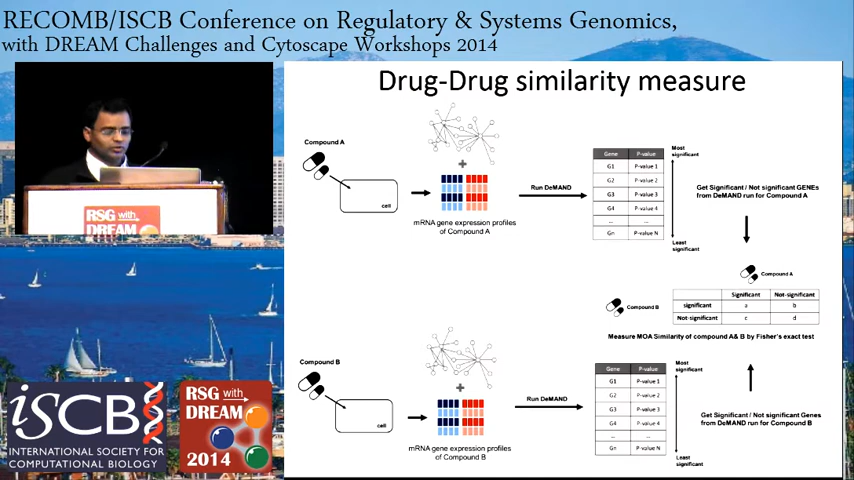 RECOMB/ISCB Conference on Regulatory & Systems Genomics,
with DREAM Challenges and Cytoscape Workshops 2014
Drug-Drug similarity measure
Compound A
cell
+
mRNA gene expression profiles
of Compound A
Run DeMAND
Gene P-value
G1 P-value 1
G2 P-value 2
G3 P-value 3
G4 P-value 4
... ...
Gn P-value N
Most
significant
Least
significant
Get Significant / Not significant GENEs
from DeMAND run for Compound A
Compound A
Compound B
Significant Not-significant
significant a b
Not-significant c d
Measure MOA Similarity of compound A& B by Fisher's exact test
Compound B
cell
+
mRNA gene expression profiles
of Compound B
Run DeMAND
Gene P-value
G1 P-value 1
G2 P-value 2
G3 P-value 3
G4 P-value 4
... ...
Gn P-value N
Most
significant
Least
significant
Get Significant / Not significant Genes
from DeMAND run for Compound B
RSG with
DREAM
iSCB
INTERNATIONAL SOCIETY FOR
COMPUTATIONAL BIOLOGY
RSG with
DREAM
2014